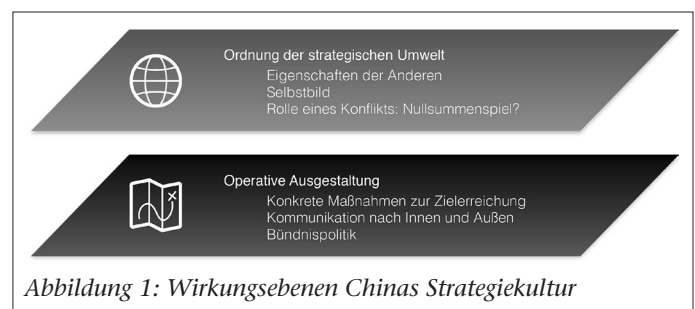 Ordnung der strategischen Umwelt
Eigenschaften der Anderen
Selbstbild
Rolle eines Konflikts: Nullsummenspiel?
Operative Ausgestaltung
Konkrete Maßnahmen zur Zielerreichung
Kommunikation nach Innen und Außen
Bündnispolitik
Abbildung 1: Wirkungsebenen Chinas Strategiekultur